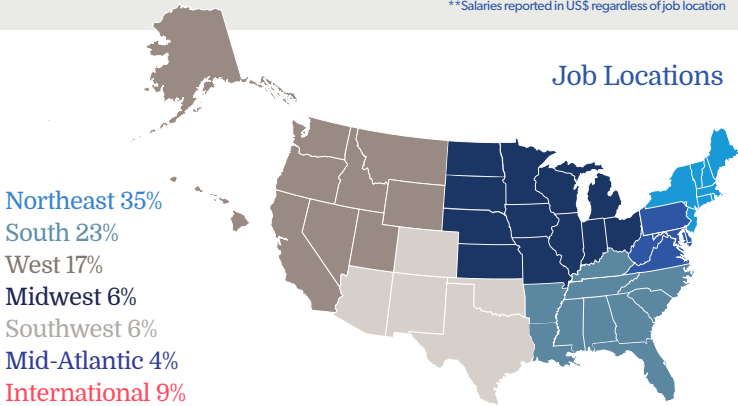 **Salaries reported in US$ regardless of job location
Job Locations
Northeast 35%
South 23%
West 17%
Midwest 6%
Southwest 6%
Mid-Atlantic 4%
International 9%